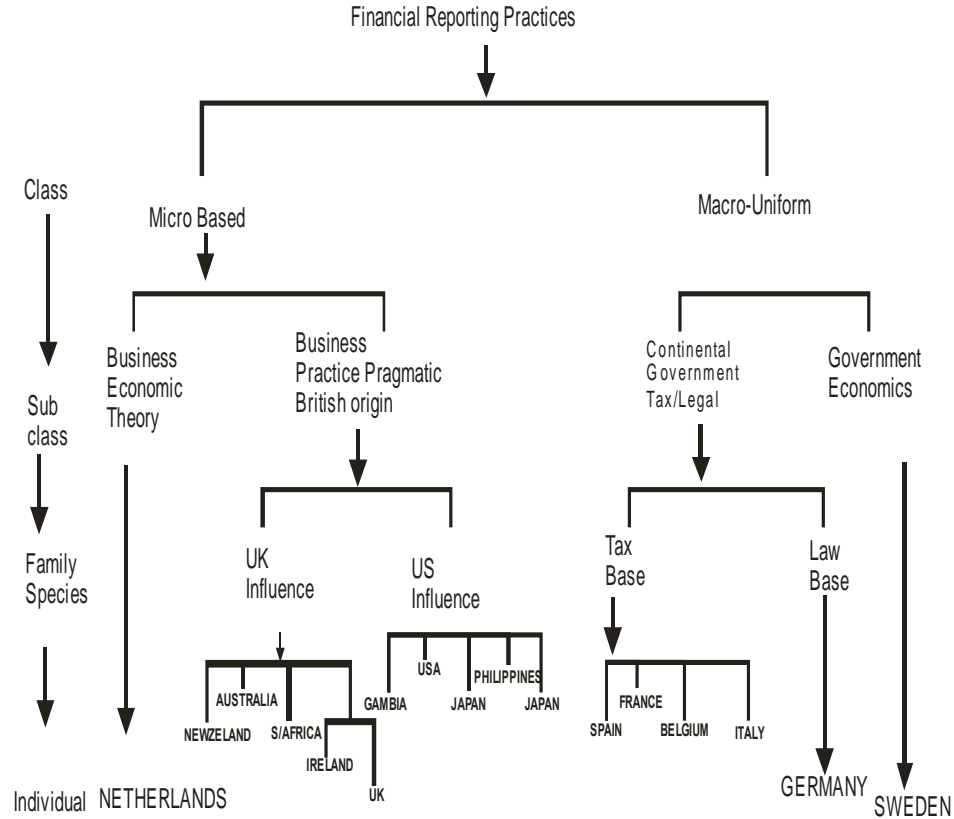 Financial Reporting Practices
Class
Micro Based
Macro-Uniform
Business
Economic
Theory
Business
Practice Pragmatic
British origin
Continental
Government
Tax/Legal
Government
Economics
Sub
class
Family
Species
UK
Influence
US
Influence
Tax
Base
Law
Base
NEWZELAND
AUSTRALIA
S/AFRICA
IRELAND
UK
GAMBIA
USA
JAPAN
PHILIPPINES
JAPAN
SPAIN
FRANCE
BELGIUM
ITALY
Individual
NETHERLANDS
GERMANY
SWEDEN